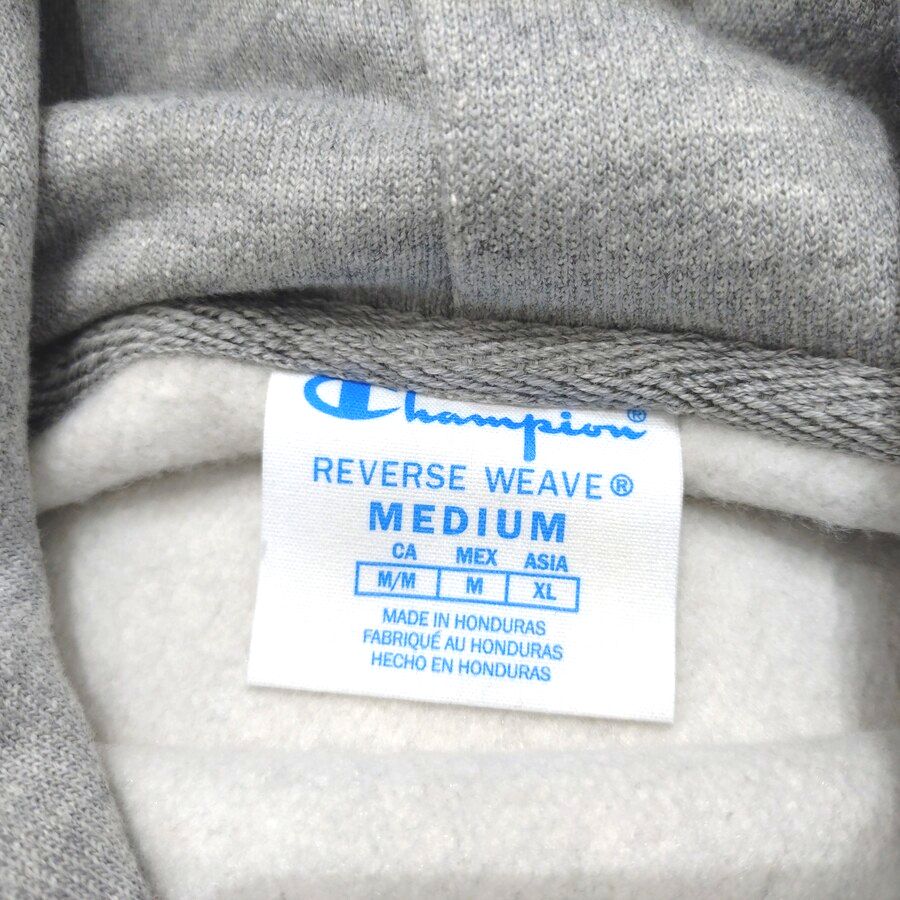 Champion®
REVERSE WEAVE®
MEDIUM
CA MEX ASIA
M/M M XL
MADE IN HONDURAS
FABRIQUÉ AU HONDURAS
HECHO EN HONDURAS